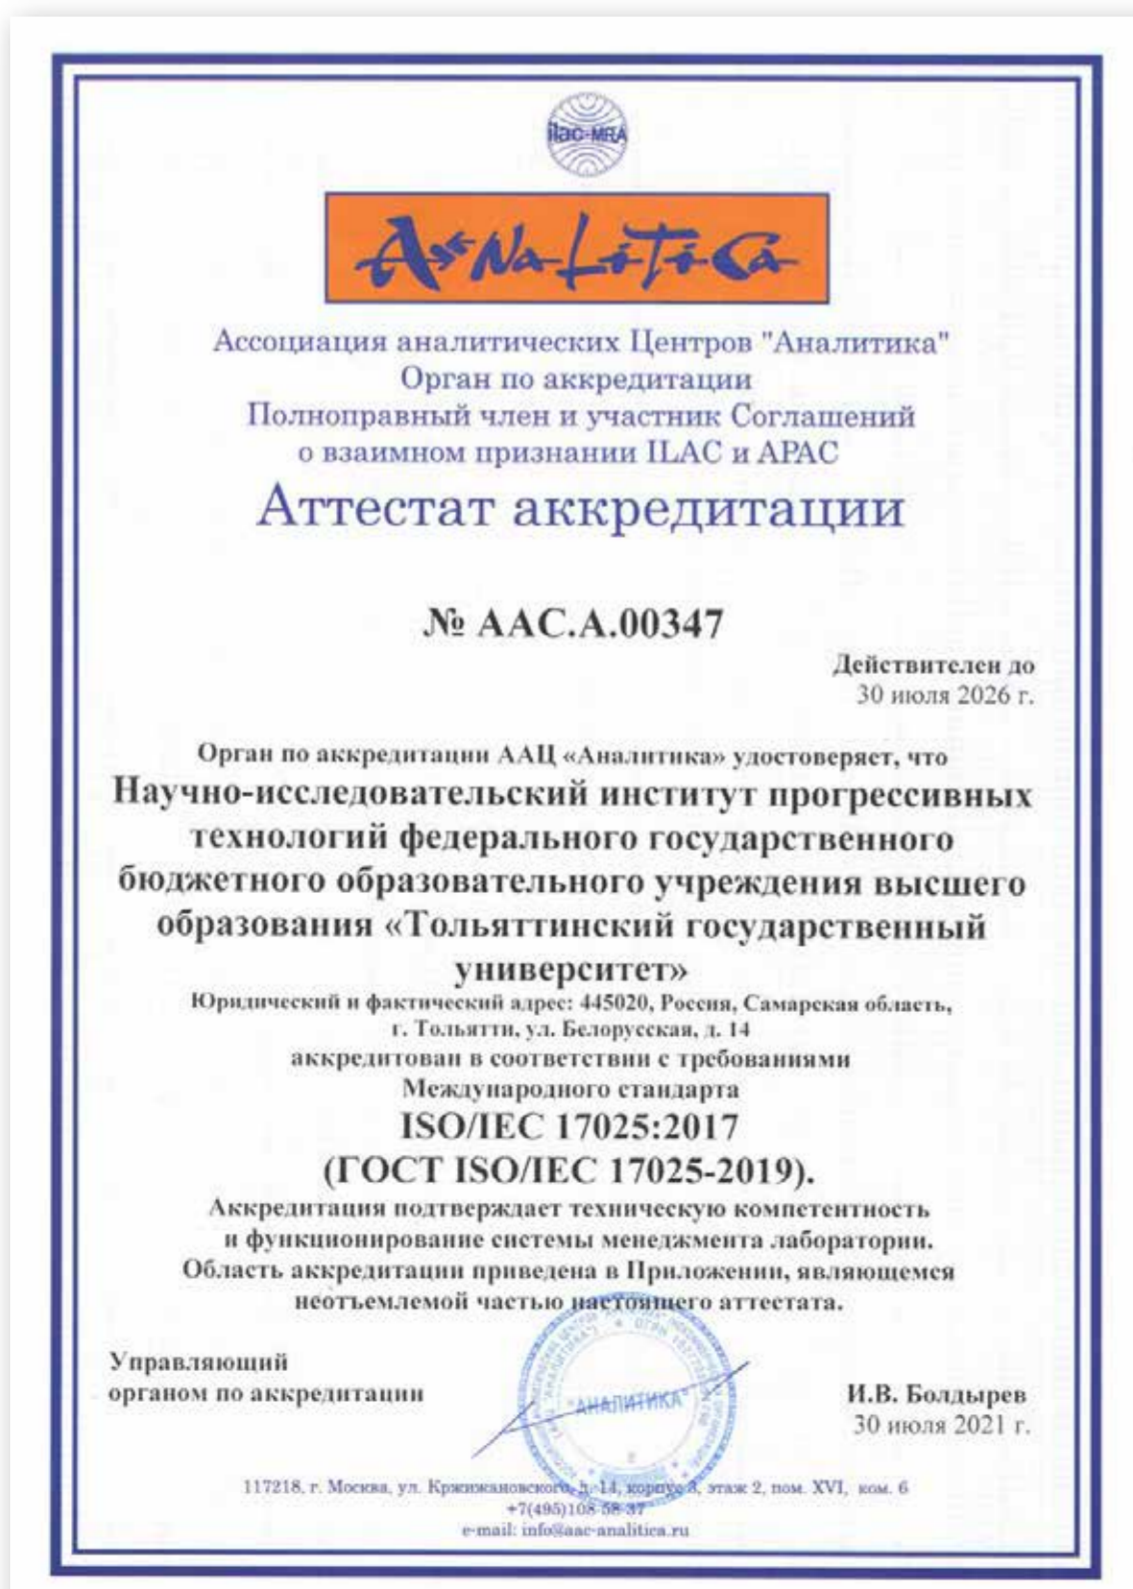 ilac-MRA
AsNaLiTiCa
Ассоциация аналитических Центров "Аналитика"
Орган по аккредитации
Полноправный член и участник Соглашений
о взаимном признании ILAC и APAC
Аттестат аккредитации
№ AAC.A.00347
Действителен до
30 июля 2026 г.
Орган по аккредитации ААЦ «Аналитика» удостоверяет, что
Научно-исследовательский институт прогрессивных
технологий федерального государственного
бюджетного образовательного учреждения высшего
образования «Тольяттинский государственный
университет»
Юридический и фактический адрес: 445020, Россия, Самарская область,
г. Тольятти, ул. Белорусская, д. 14
аккредитован в соответствии с требованиями
Международного стандарта
ISO/IEC 17025:2017
(ГОСТ ISO/IEC 17025-2019).
Аккредитация подтверждает техническую компетентность
и функционирование системы менеджмента лаборатории.
Область аккредитации приведена в Приложении, являющемся
неотъемлемой частью настоящего аттестата.
Управляющий
органом по аккредитации
"АНАЛИТИКА"
И.В. Болдырев
30 июля 2021 г.
117218, г. Москва, ул. Кржижановского, д. 14, корпус 3, этаж 2, пом. XVI, ком. 6
+7(495)108-58-37
e-mail: info@aac-analitica.ru